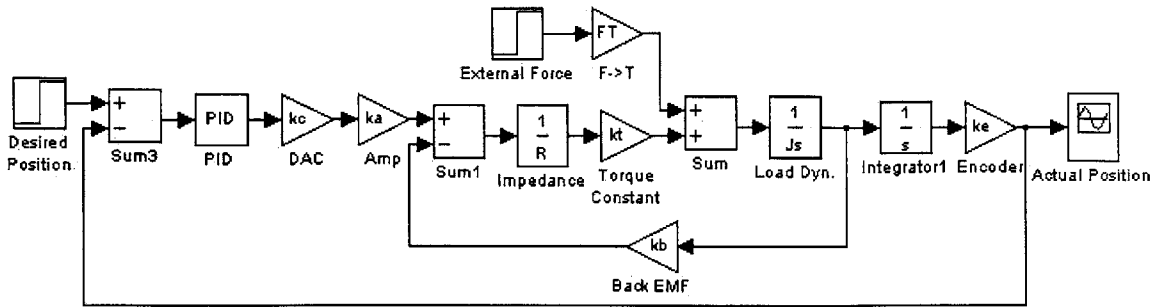 FT
External Force
F->T
+
−
Desired
Position
Sum3
PID
PID
kc
DAC
ka
Amp
+
−
Sum1
1
R
Impedance
kt
Torque
Constant
+
+
Sum
1
Js
Load Dyn.
1
s
Integrator1
ke
Encoder
Actual Position
kb
Back EMF